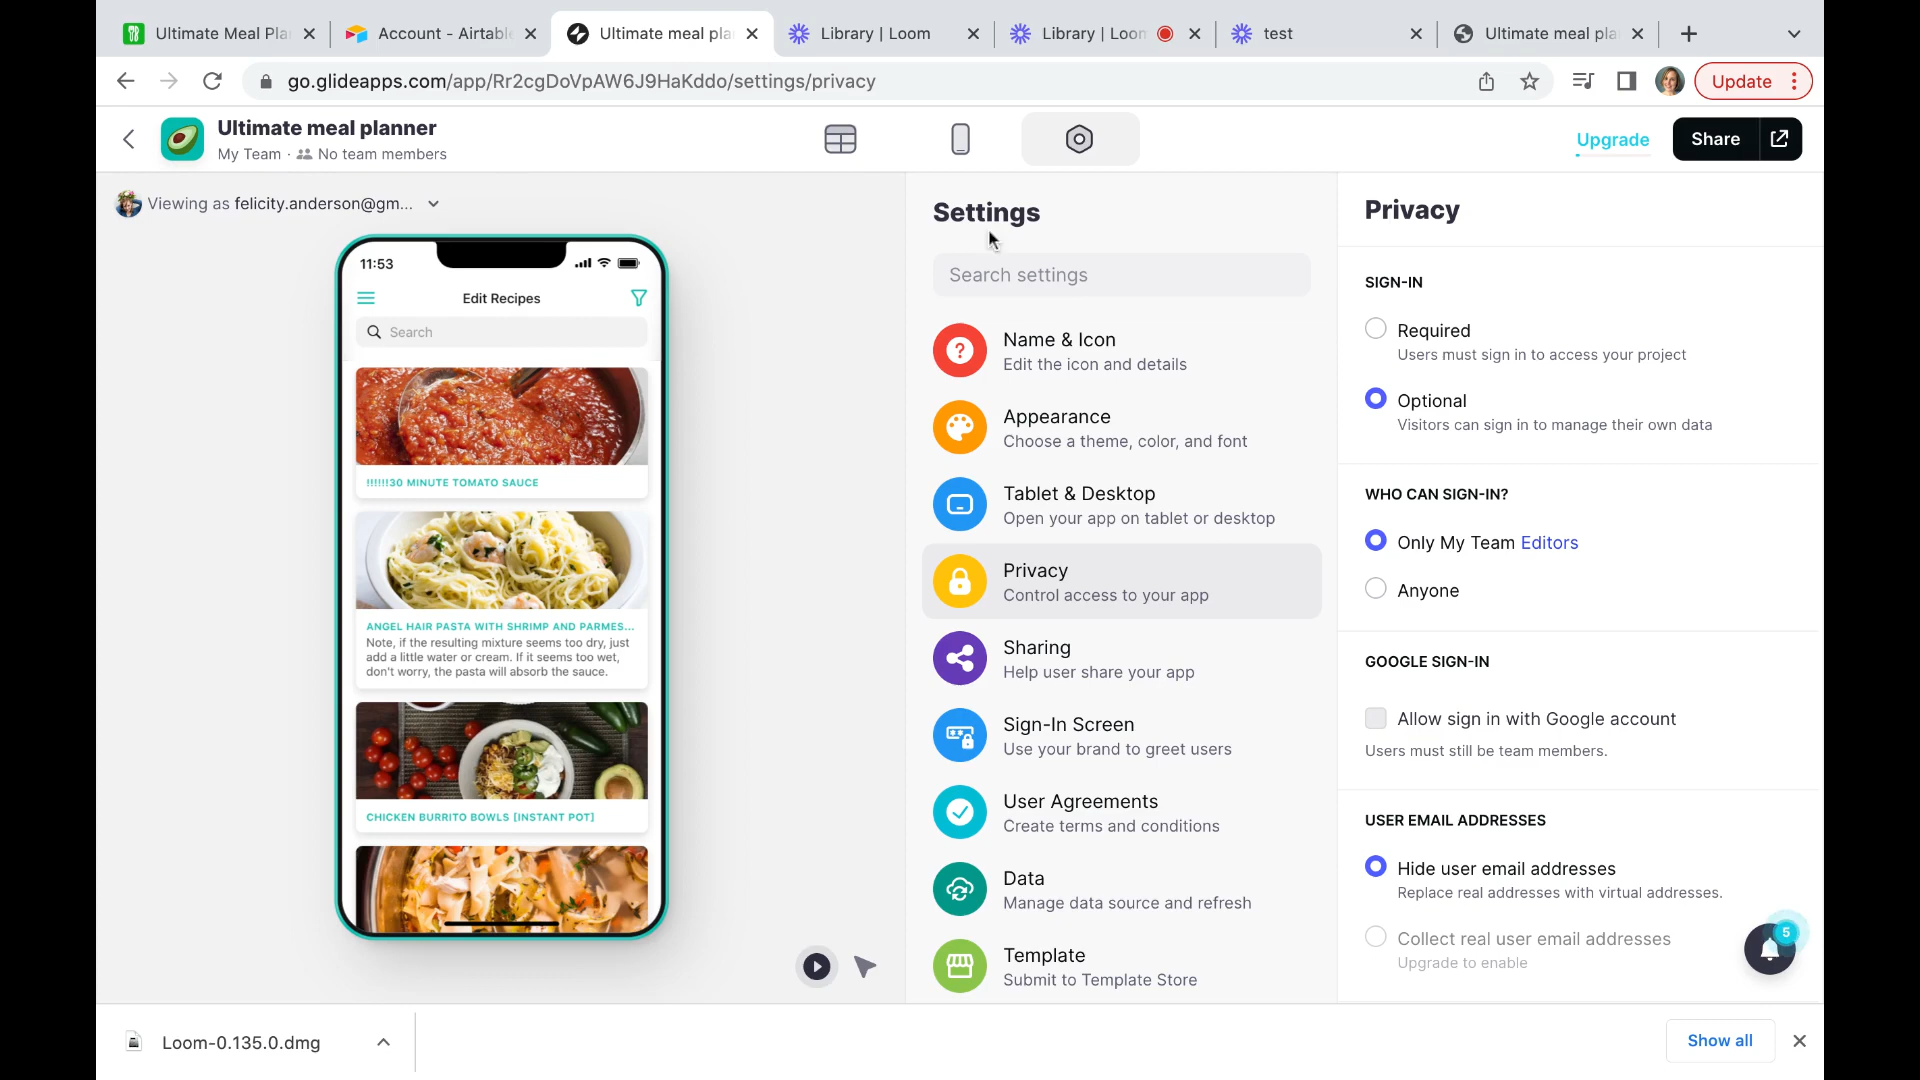 Ultimate Meal Pla
Account - Airtabl
Ultimate meal pla
Library | Loom
Library | Loom
test
Ultimate meal pla
go.glideapps.com/app/Rr2cgDoVpAW6J9HaKddo/settings/privacy
Update
Ultimate meal planner
My Team · No team members
Upgrade
Share
Viewing as felicity.anderson@gm...
11:53
Edit Recipes
Search
!!!!!!30 MINUTE TOMATO SAUCE
ANGEL HAIR PASTA WITH SHRIMP AND PARMES...
Note, if the resulting mixture seems too dry, just
add a little water or cream. If it seems too wet,
don't worry, the pasta will absorb the sauce.
CHICKEN BURRITO BOWLS [INSTANT POT]
Settings
Search settings
Name & Icon
Edit the icon and details
Appearance
Choose a theme, color, and font
Tablet & Desktop
Open your app on tablet or desktop
Privacy
Control access to your app
Sharing
Help user share your app
Sign-In Screen
Use your brand to greet users
User Agreements
Create terms and conditions
Data
Manage data source and refresh
Template
Submit to Template Store
Privacy
SIGN-IN
Required
Users must sign in to access your project
Optional
Visitors can sign in to manage their own data
WHO CAN SIGN-IN?
Only My Team Editors
Anyone
GOOGLE SIGN-IN
Allow sign in with Google account
Users must still be team members.
USER EMAIL ADDRESSES
Hide user email addresses
Replace real addresses with virtual addresses.
Collect real user email addresses
Upgrade to enable
5
Loom-0.135.0.dmg
Show all